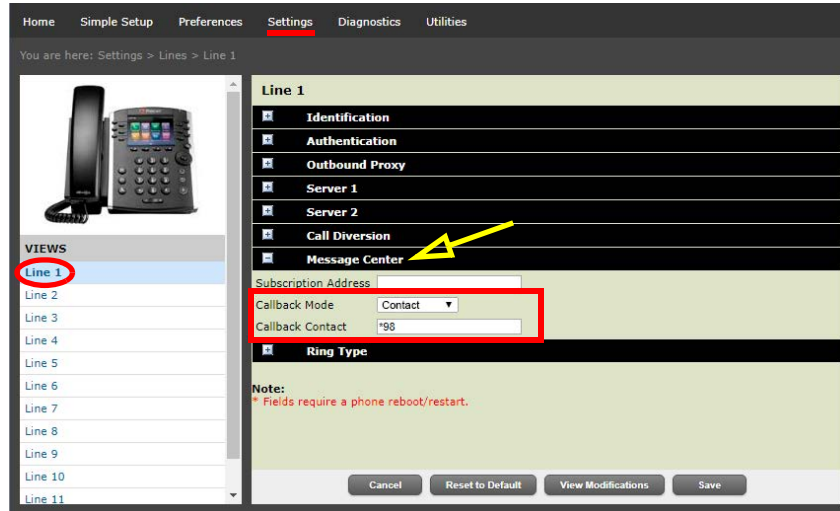 Home Simple Setup Preferences Settings Diagnostics Utilities
You are here: Settings > Lines > Line 1
VIEWS
Line 1
Line 2
Line 3
Line 4
Line 5
Line 6
Line 7
Line 8
Line 9
Line 10
Line 11
Line 1
Identification
Authentication
Outbound Proxy
Server 1
Server 2
Call Diversion
Message Center
Subscription Address
Callback Mode Contact
Callback Contact *98
Ring Type
Note:
* Fields require a phone reboot/restart.
Cancel Reset to Default View Modifications Save